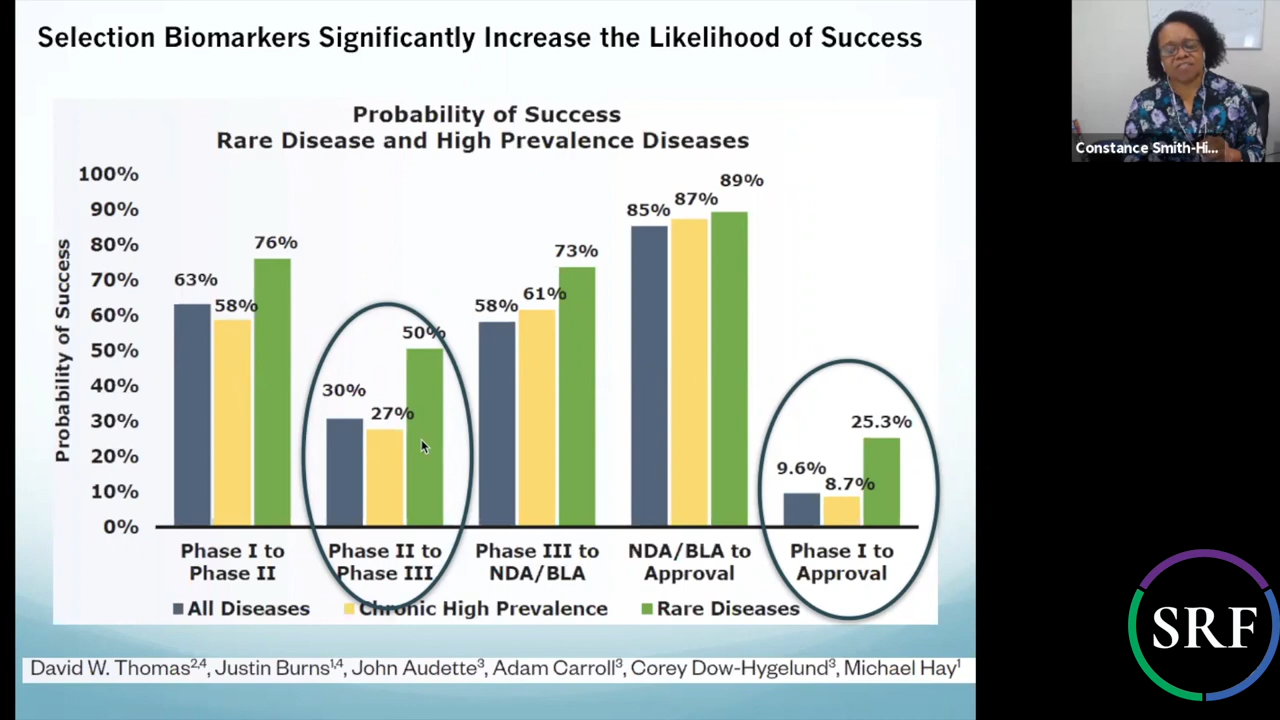 Selection Biomarkers Significantly Increase the Likelihood of Success
Probability of Success
Rare Disease and High Prevalence Diseases
Probability of Success
100%
90%
80%
70%
60%
50%
40%
30%
20%
10%
0%
63%
58%
76%
30%
27%
50%
58%
61%
73%
85%
87%
89%
9.6%
8.7%
25.3%
Phase I to
Phase II
Phase II to
Phase III
Phase III to
NDA/BLA
NDA/BLA to
Approval
Phase I to
Approval
All Diseases
Chronic High Prevalence
Rare Diseases
David W. Thomas2,4, Justin Burns1,4, John Audette3, Adam Carroll3, Corey Dow-Hygelund3, Michael Hay1
Constance Smith-Hi...
SRF